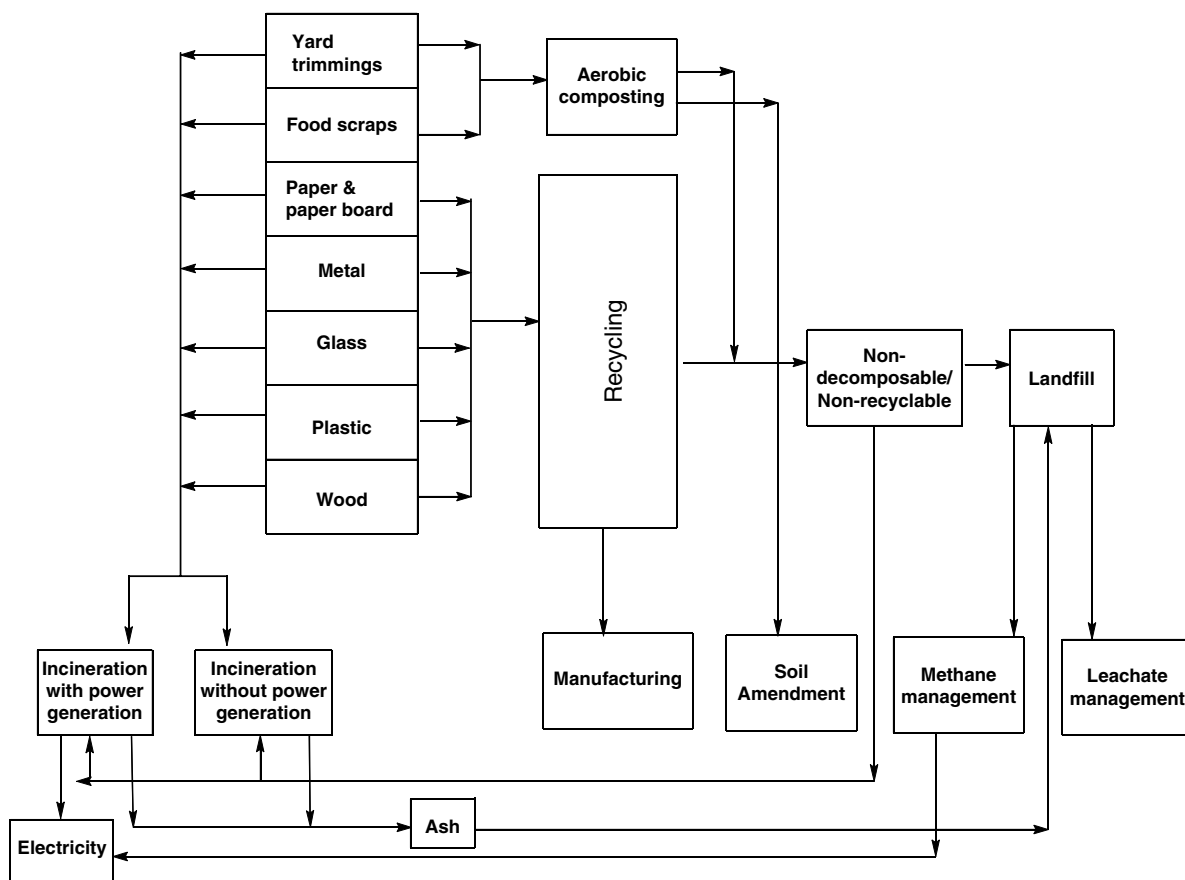 Yard
trimmings
Food scraps
Paper &
paper board
Metal
Glass
Plastic
Wood
Aerobic
composting
Recycling
Non-
decomposable/
Non-recyclable
Landfill
Incineration
with power
generation
Incineration
without power
generation
Manufacturing
Soil
Amendment
Methane
management
Leachate
management
Electricity
Ash